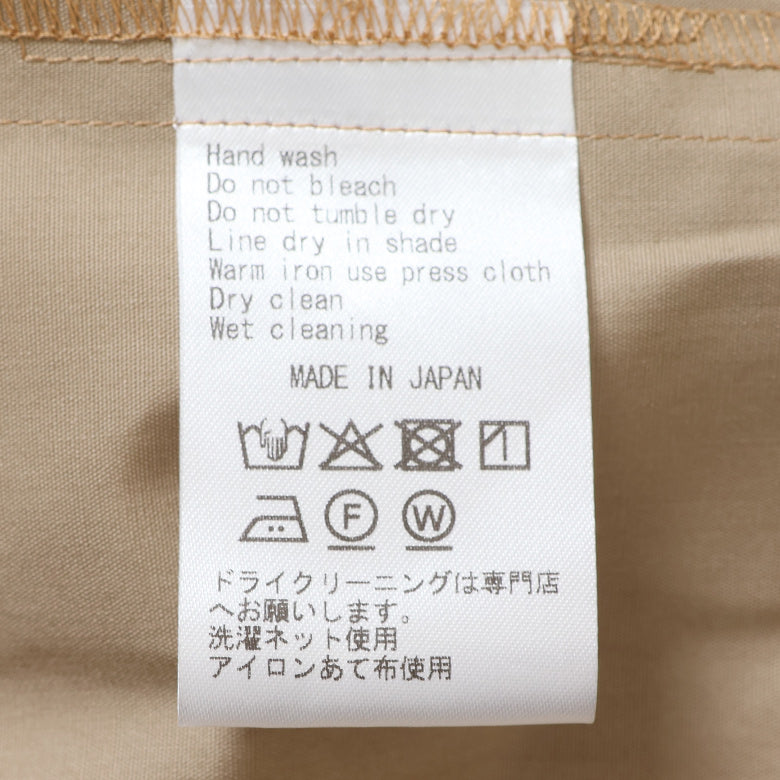 Hand wash
Do not bleach
Do not tumble dry
Line dry in shade
Warm iron use press cloth
Dry clean
Wet cleaning
MADE IN JAPAN
F W
ドライクリーニングは専門店
へお願いします。
洗濯ネット使用
アイロンあて布使用